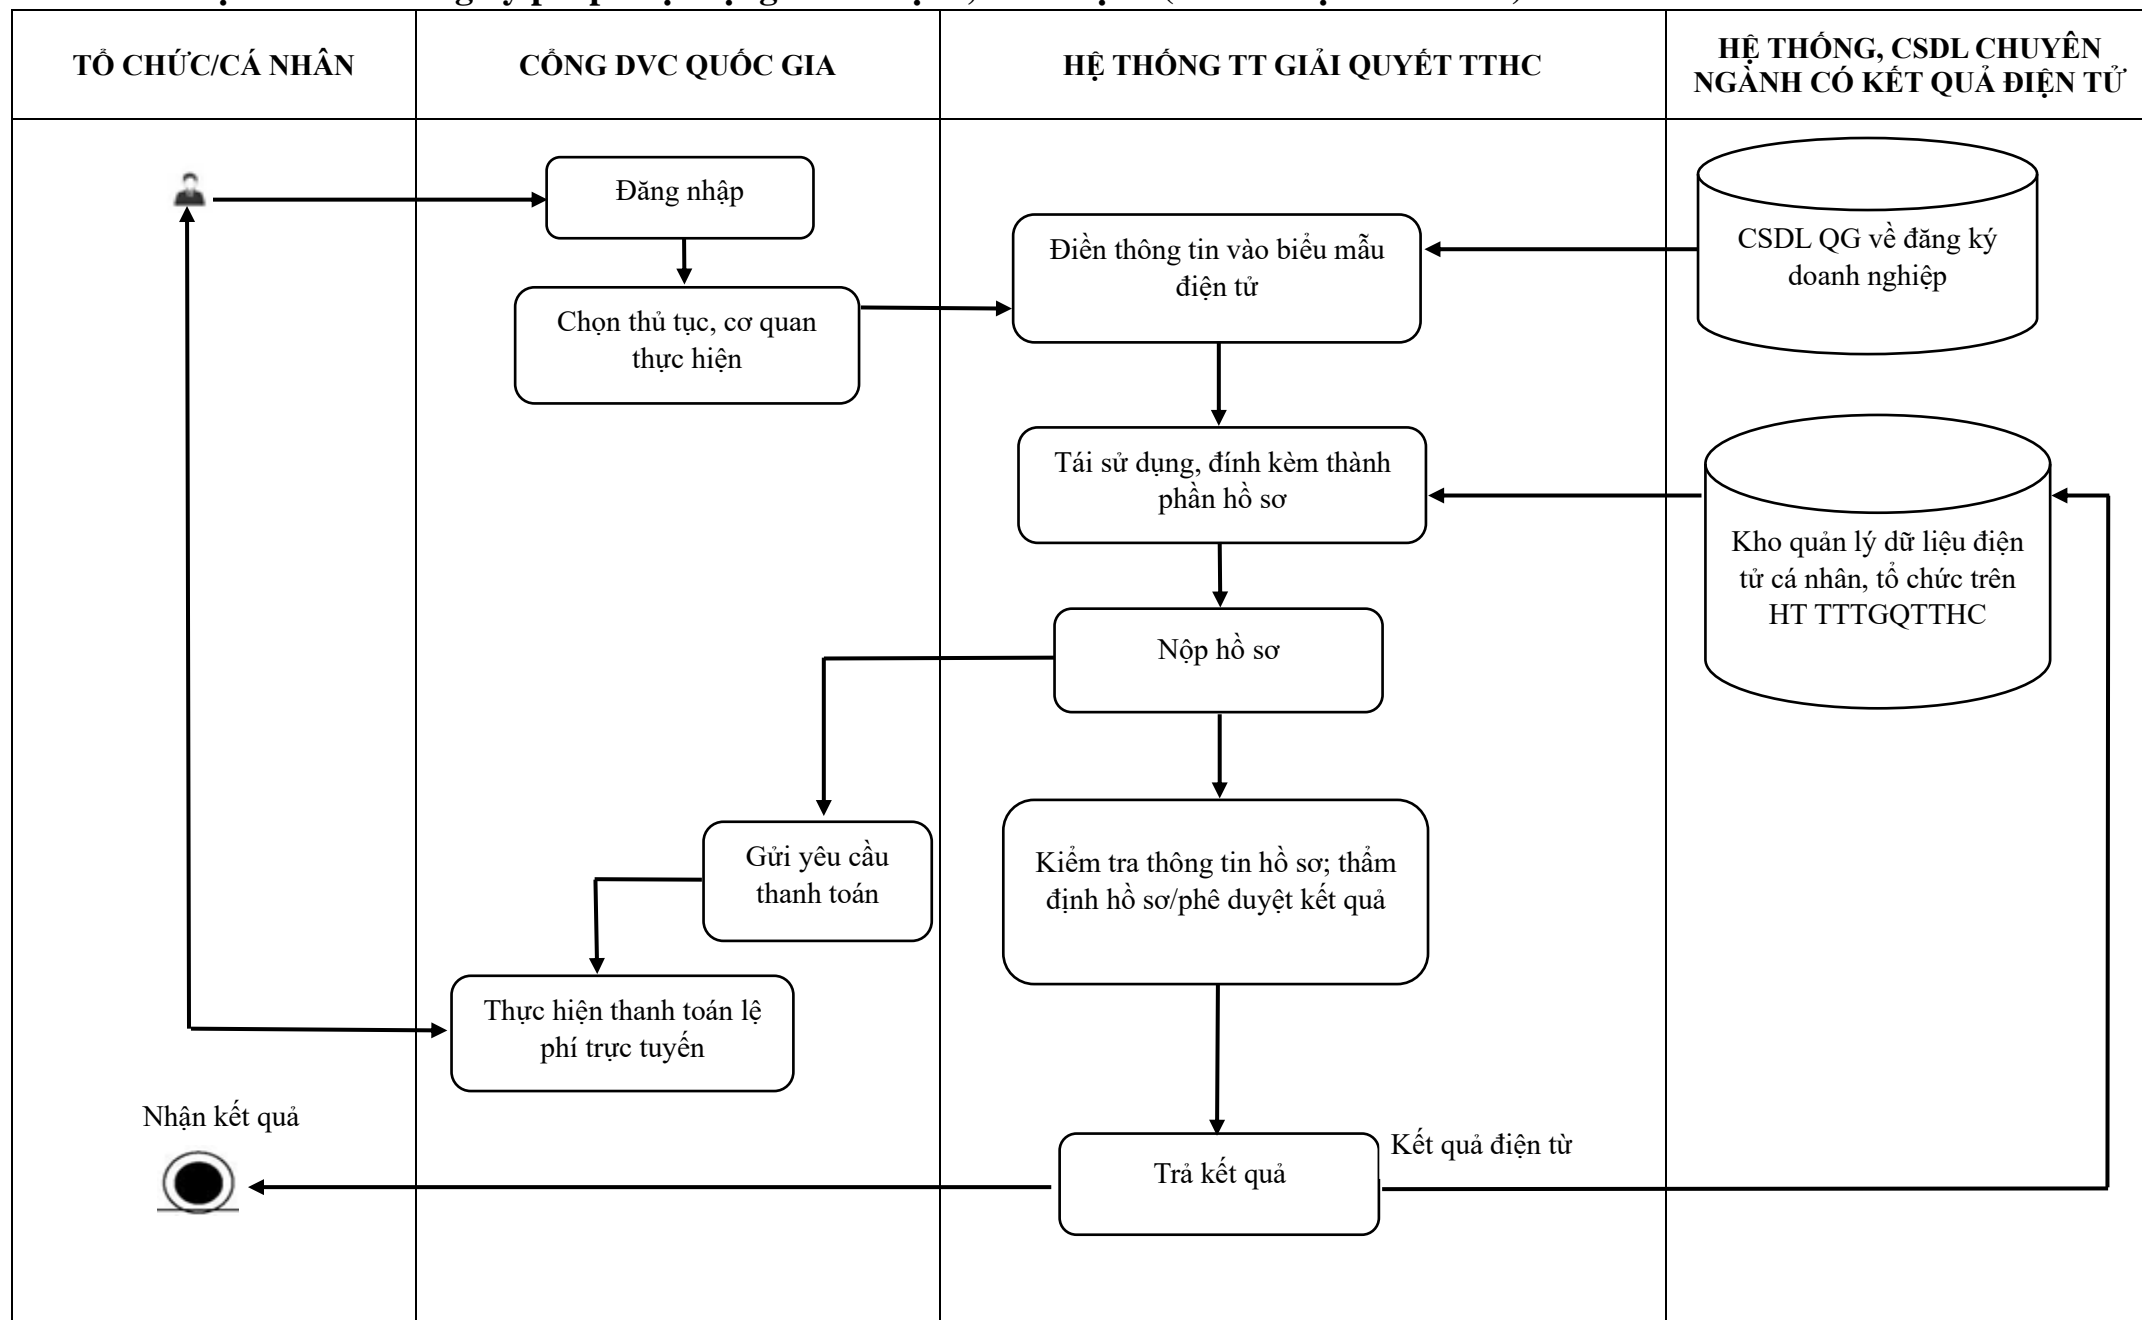 TỔ CHỨC/CÁ NHÂN
CỔNG DVC QUỐC GIA
HỆ THỐNG TT GIẢI QUYẾT TTHC
HỆ THỐNG, CSDL CHUYÊN
NGÀNH CÓ KẾT QUẢ ĐIỆN TỬ
Đăng nhập
Điền thông tin vào biểu mẫu
điện tử
CSDL QG về đăng ký
doanh nghiệp
Chọn thủ tục, cơ quan
thực hiện
Tái sử dụng, đính kèm thành
phần hồ sơ
Kho quản lý dữ liệu điện
tử cá nhân, tổ chức trên
HT TTTGQTTHC
Nộp hồ sơ
Gửi yêu cầu
thanh toán
Kiểm tra thông tin hồ sơ; thẩm
định hồ sơ/phê duyệt kết quả
Thực hiện thanh toán lệ
phí trực tuyến
Nhận kết quả
Trả kết quả
Kết quả điện từ